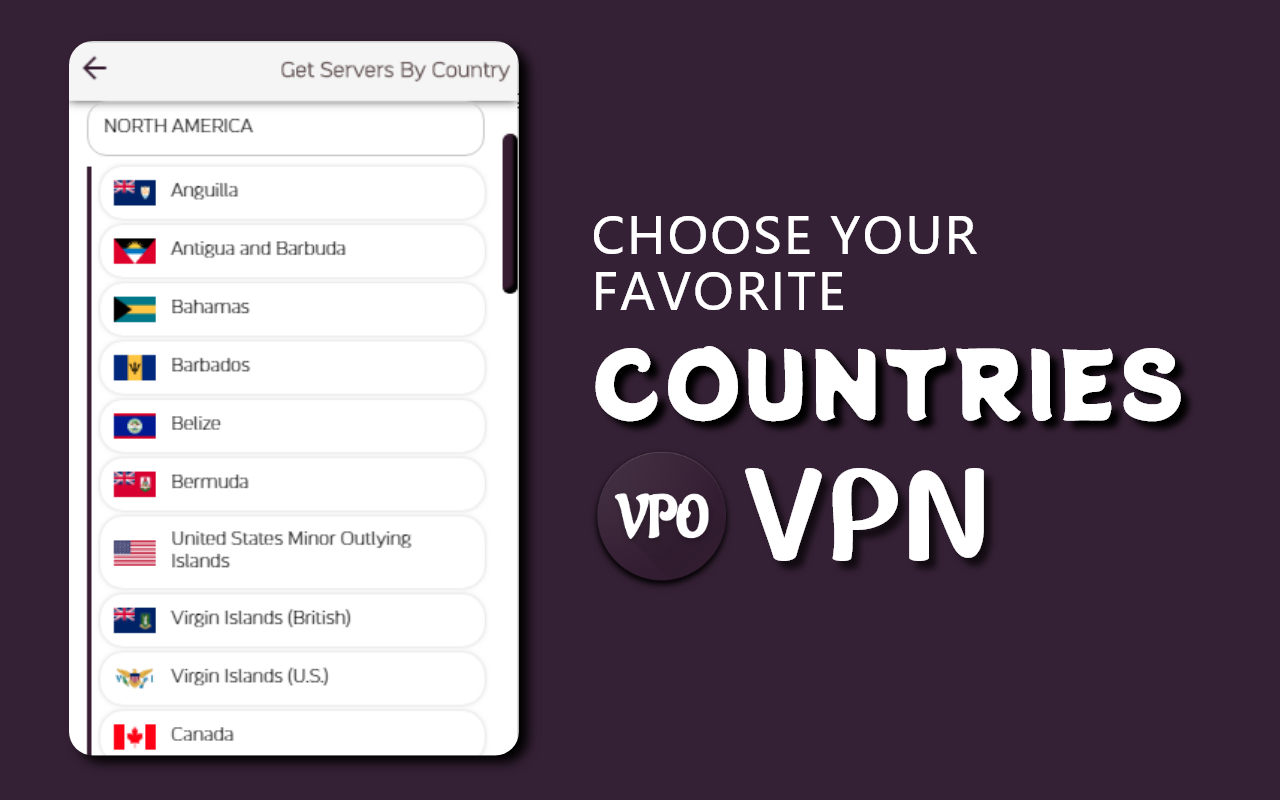 Get Servers By Country
NORTH AMERICA
Anguilla
Antigua and Barbuda
Bahamas
Barbados
Belize
Bermuda
United States Minor Outlying
Islands
Virgin Islands (British)
Virgin Islands (U.S.)
Canada
CHOOSE YOUR
FAVORITE
COUNTRIES
VPO VPN